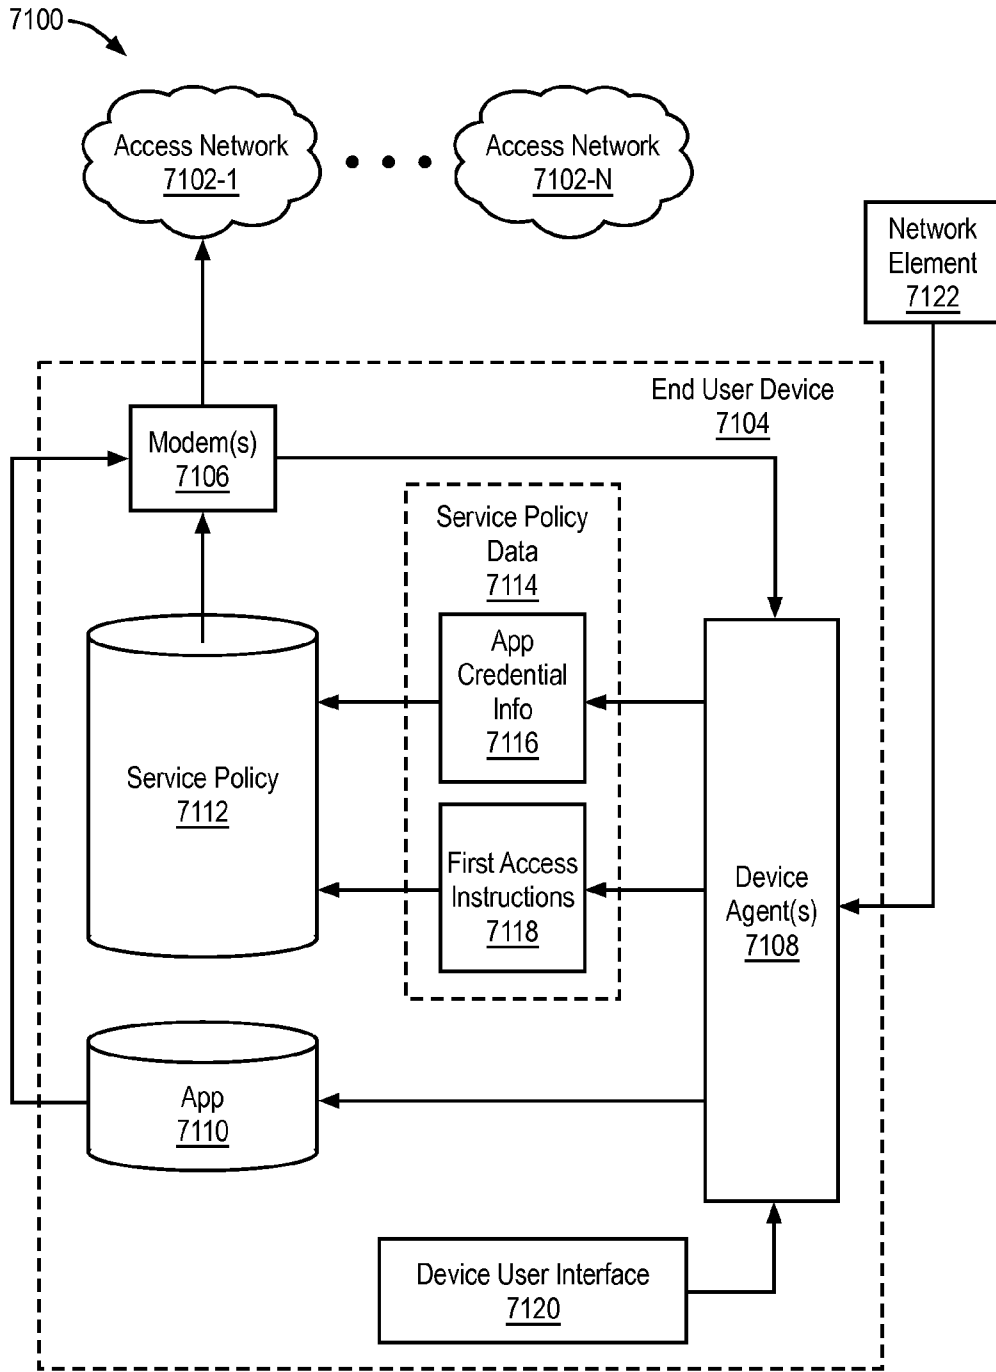 7100
Access Network
7102-1
Access Network
7102-N
Network
Element
7122
End User Device
7104
Modem(s)
7106
Service Policy
Data
7114
App
Credential
Info
7116
Service Policy
7112
First Access
Instructions
7118
Device
Agent(s)
7108
App
7110
Device User Interface
7120